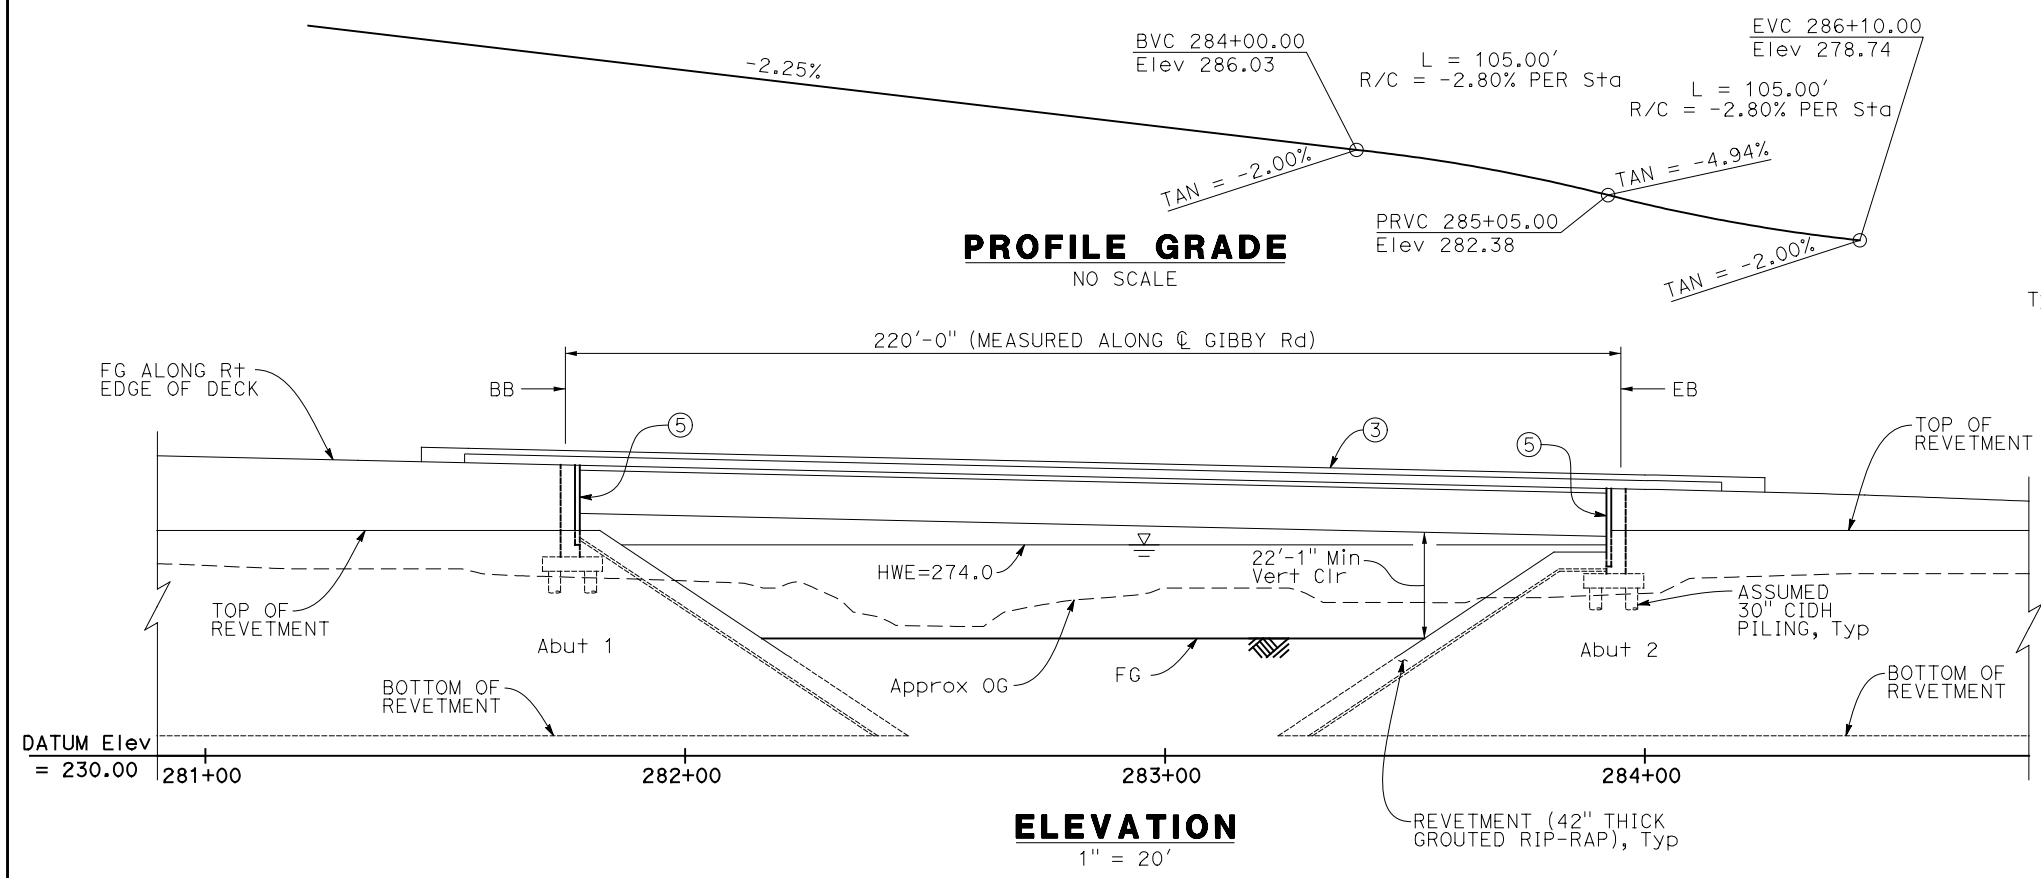 -2.25%
BVC 284+00.00
Elev 286.03
L = 105.00'
R/C = -2.80% PER Sta
EVC 286+10.00
Elev 278.74
L = 105.00'
R/C = -2.80% PER Sta
TAN = -2.00%
TAN = -4.94%
PRVC 285+05.00
Elev 282.38
TAN = -2.00%
PROFILE GRADE
NO SCALE
220'-0" (MEASURED ALONG ℄ GIBBY Rd)
FG ALONG Rt
EDGE OF DECK
BB
EB
5
3
5
TOP OF
REVETMENT
HWE=274.0
22'-1" Min
Vert Clr
TOP OF
REVETMENT
Abut 1
ASSUMED
30" CIDH
PILING, Typ
Abut 2
BOTTOM OF
REVETMENT
Approx OG
FG
BOTTOM OF
REVETMENT
DATUM Elev
= 230.00
281+00
282+00
283+00
284+00
REVETMENT (42" THICK
GROUTED RIP-RAP), Typ
ELEVATION
1" = 20'